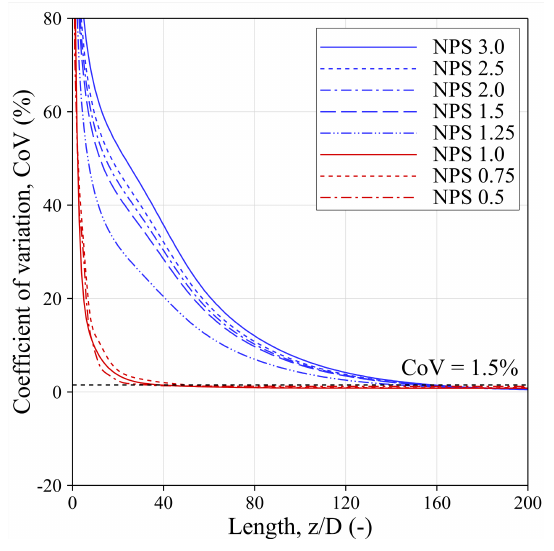 80
60
40
20
0
-20
Coefficient of variation, CoV (%)
NPS 3.0
NPS 2.5
NPS 2.0
NPS 1.5
NPS 1.25
NPS 1.0
NPS 0.75
NPS 0.5
CoV = 1.5%
0 40 80 120 160 200
Length, z/D (-)